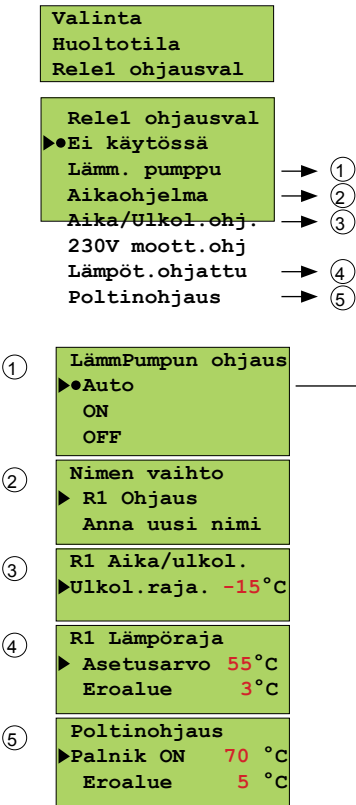 Valinta
Huoltotila
Rele1 ohjausval
Rele1 ohjausval
Ei käytössä
Lämm. pumppu 1
Aikaohjelma 2
Aika/Ulkol.ohj. 3
230V moott.ohj
Lämpöt.ohjattu 4
Poltinohjaus 5
1 LämmPumpun ohjaus
Auto
ON
OFF
2 Nimen vaihto
R1 Ohjaus
Anna uusi nimi
3 R1 Aika/ulkol.
Ulkol.raja. -15°C
4 R1 Lämpöraja
Asetusarvo 55°C
Eroalue 3°C
5 Poltinohjaus
Palnik ON 70 °C
Eroalue 5 °C